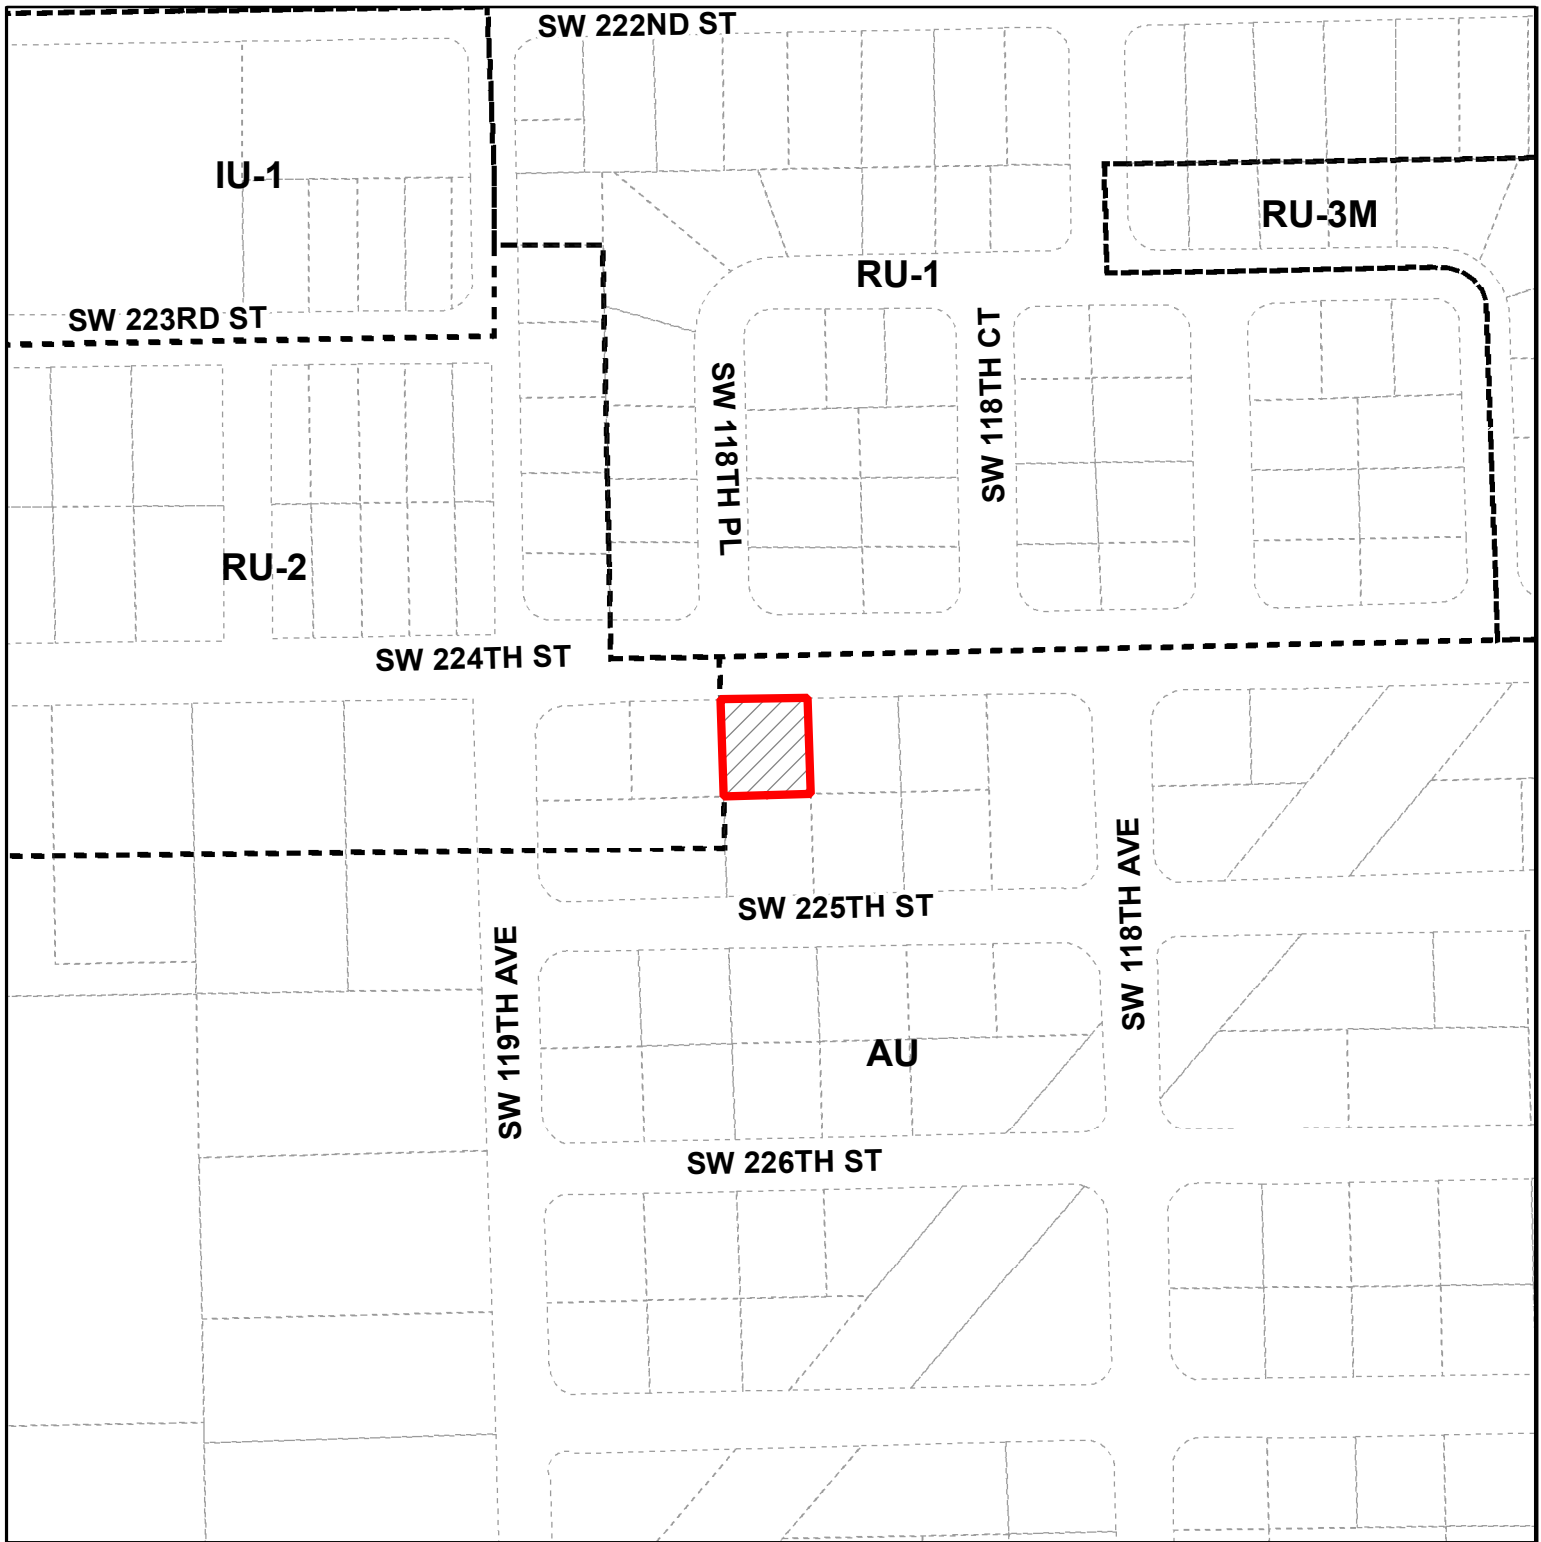 SW 222ND ST
IU-1
RU-3M
RU-1
SW 223RD ST
SW 118TH PL
SW 118TH CT
RU-2
SW 224TH ST
SW 118TH AVE
SW 225TH ST
SW 119TH AVE
AU
SW 226TH ST